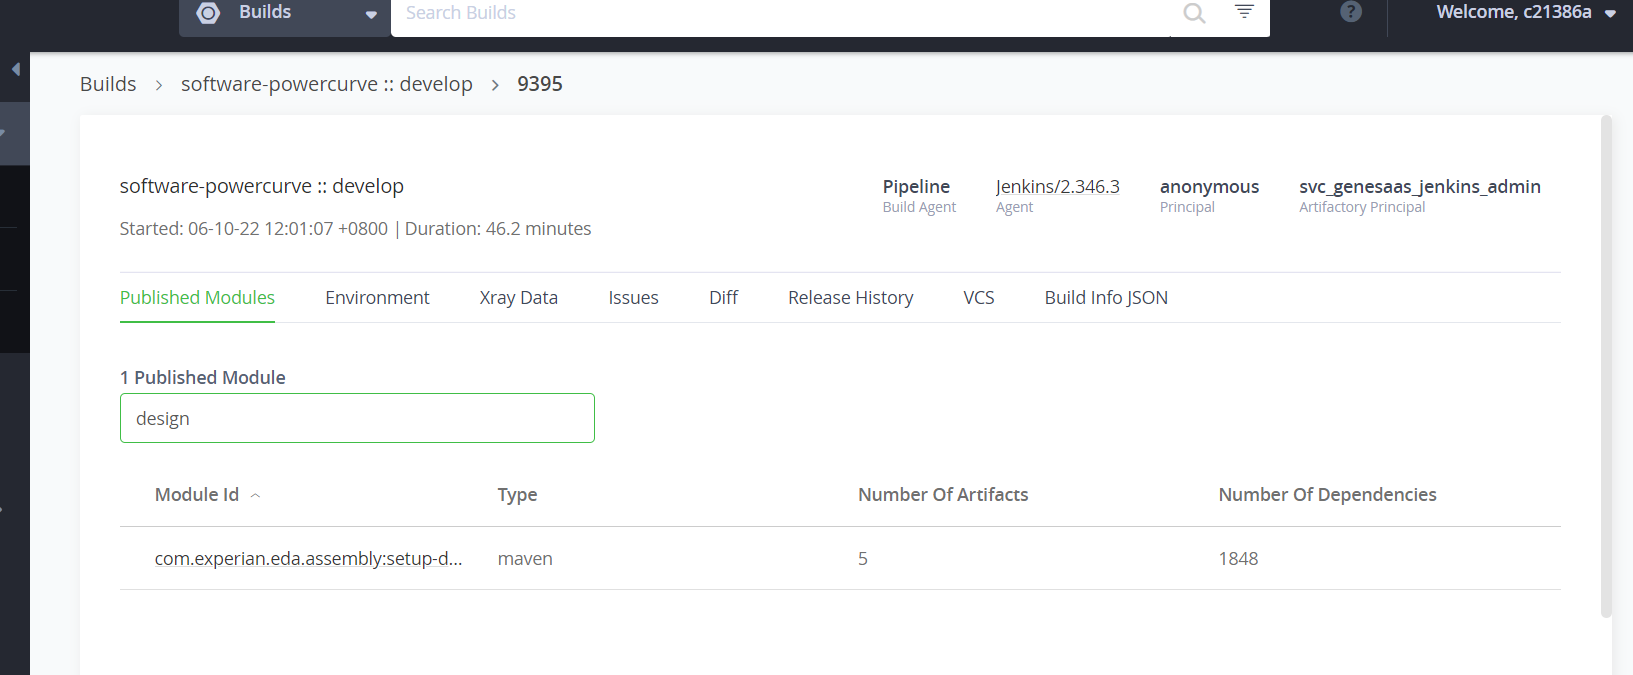 Builds
Search Builds
?
Welcome, c21386a
Builds > software-powercurve :: develop > 9395
software-powercurve :: develop
Pipeline
Build Agent
Jenkins/2.346.3
Agent
anonymous
Principal
svc_genesaas_jenkins_admin
Artifactory Principal
Started: 06-10-22 12:01:07 +0800 | Duration: 46.2 minutes
Published Modules Environment Xray Data Issues Diff Release History VCS Build Info JSON
1 Published Module
design
Module Id Type Number Of Artifacts Number Of Dependencies
com.experian.eda.assembly:setup-d... maven 5 1848